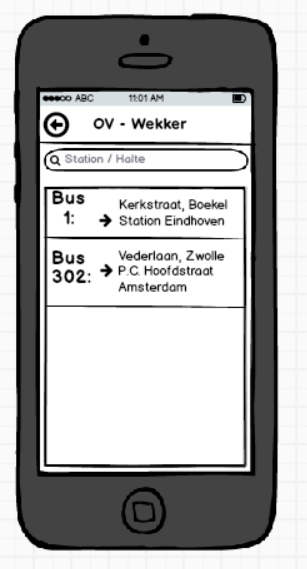 ABC 11:01 AM
OV - Wekker
Station / Halte
Bus 1:
Kerkstraat, Boekel
→ Station Eindhoven
Bus 302:
Vederlaan, Zwolle
→ P.C. Hoofdstraat
Amsterdam